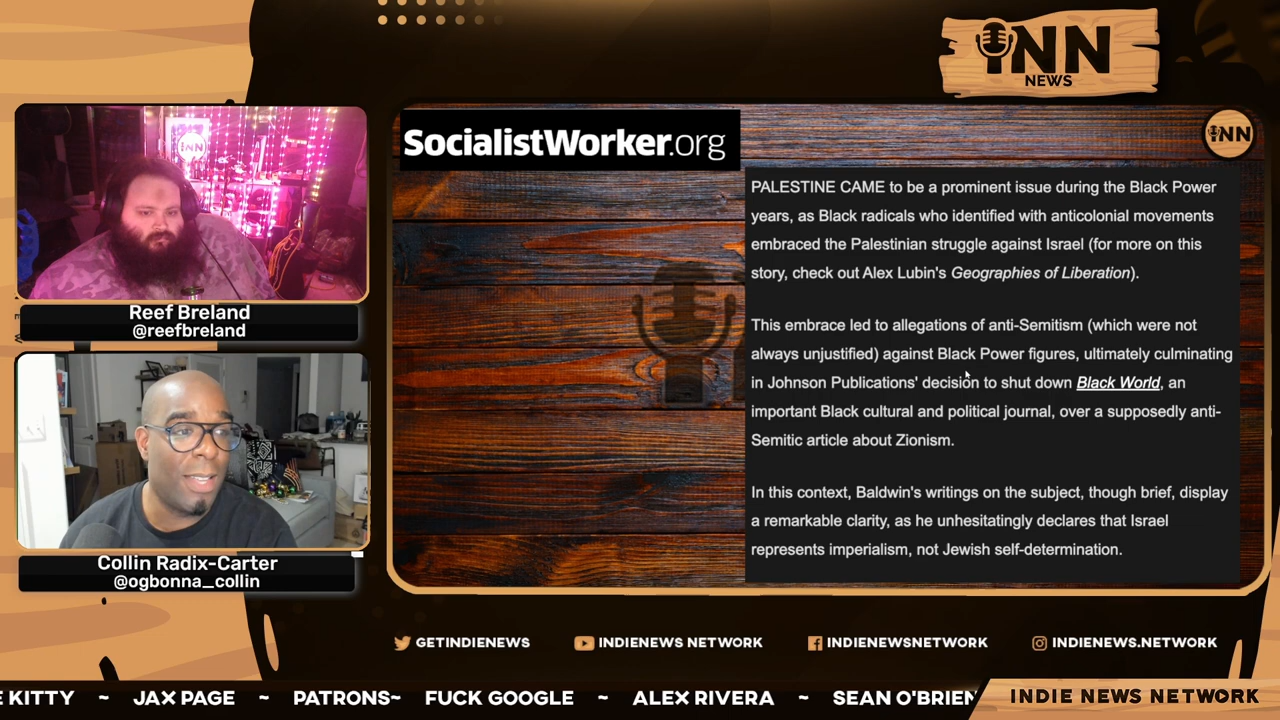 iNN
NEWS
iNN
SocialistWorker.org
iNN
PALESTINE CAME to be a prominent issue during the Black Power
years, as Black radicals who identified with anticolonial movements
embraced the Palestinian struggle against Israel (for more on this
story, check out Alex Lubin's Geographies of Liberation).
This embrace led to allegations of anti-Semitism (which were not
always unjustified) against Black Power figures, ultimately culminating
in Johnson Publications' decision to shut down Black World, an
important Black cultural and political journal, over a supposedly anti-
Semitic article about Zionism.
In this context, Baldwin's writings on the subject, though brief, display
a remarkable clarity, as he unhesitatingly declares that Israel
represents imperialism, not Jewish self-determination.
Reef Breland
@reefbreland
Collin Radix-Carter
@ogbonna_collin
GETINDIENEWS
INDIENEWS NETWORK
INDIENEWSNETWORK
INDIENEWS.NETWORK
E KITTY ~ JAX PAGE ~ PATRONS~ FUCK GOOGLE ~ ALEX RIVERA ~ SEAN O'BRIEN
INDIE NEWS NETWORK